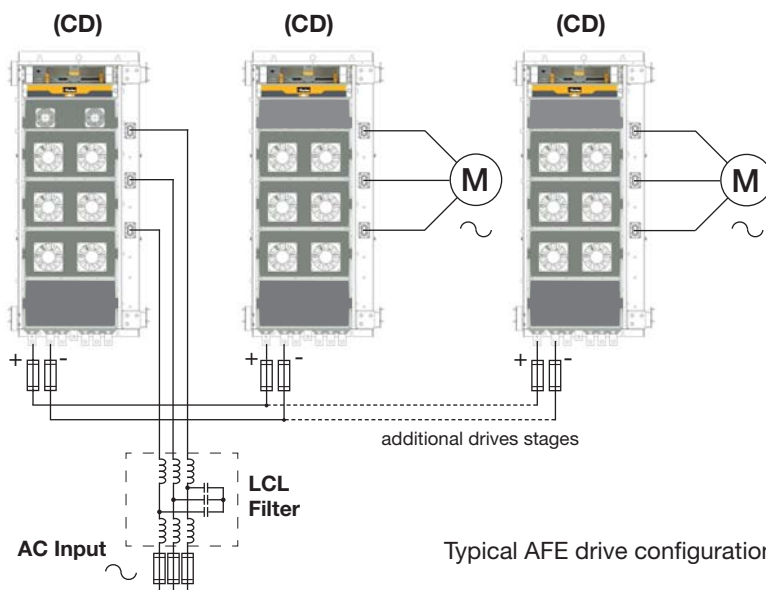 (CD)
(CD)
(CD)
M
M
+
-
+
-
+
-
additional drives stages
LCL
Filter
AC Input
Typical AFE drive configuration